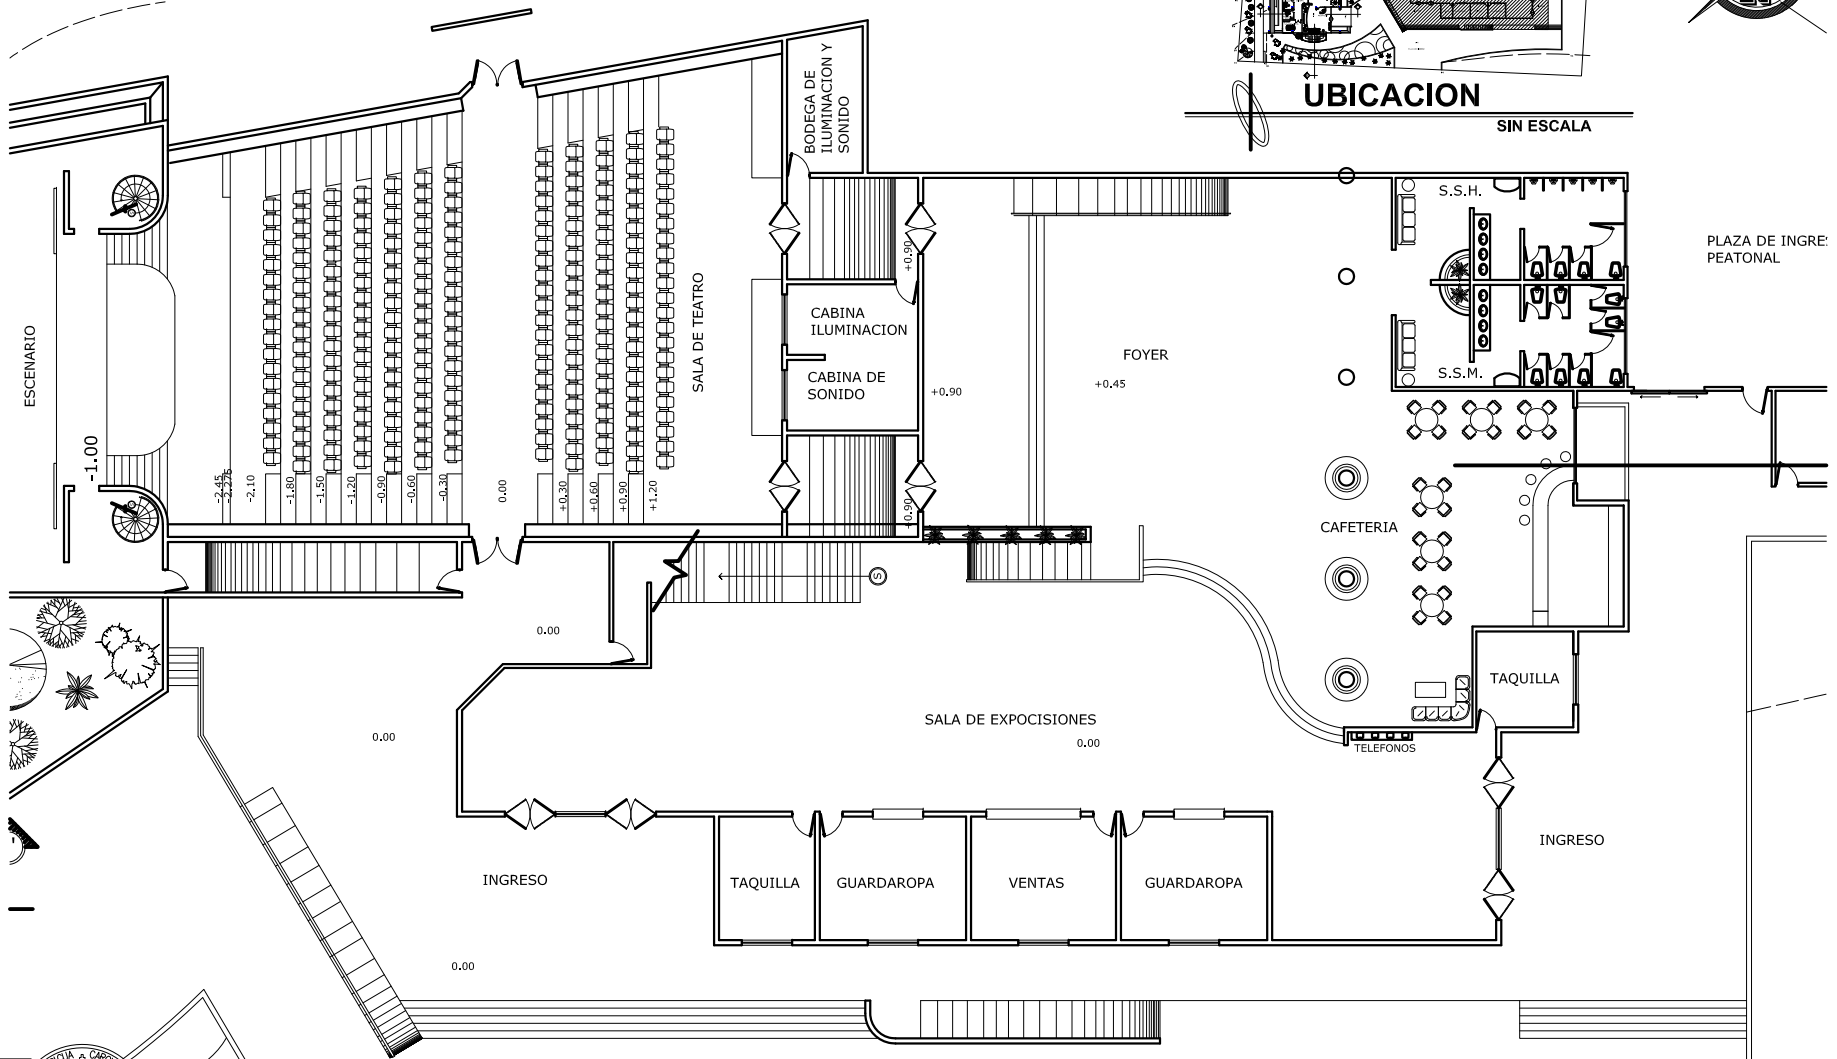 UBICACION
SIN ESCALA
BODEGA DE
ILUMINACION Y
SONIDO
S.S.H.
PLAZA DE INGRE
PEATONAL
+0.90
ESCENARIO
SALA DE TEATRO
CABINA
ILUMINACION
FOYER
CABINA DE
SONIDO
S.S.M.
+0.90
+0.45
-1.00
-2.45
-2.275
-2.10
-1.80
-1.50
-1.20
-0.90
-0.60
-0.30
0.00
+0.30
+0.60
+0.90
+1.20
+0.90
CAFETERIA
S
0.00
TAQUILLA
SALA DE EXPOCISIONES
0.00
0.00
TELEFONOS
INGRESO
INGRESO
TAQUILLA
GUARDAROPA
VENTAS
GUARDAROPA
0.00